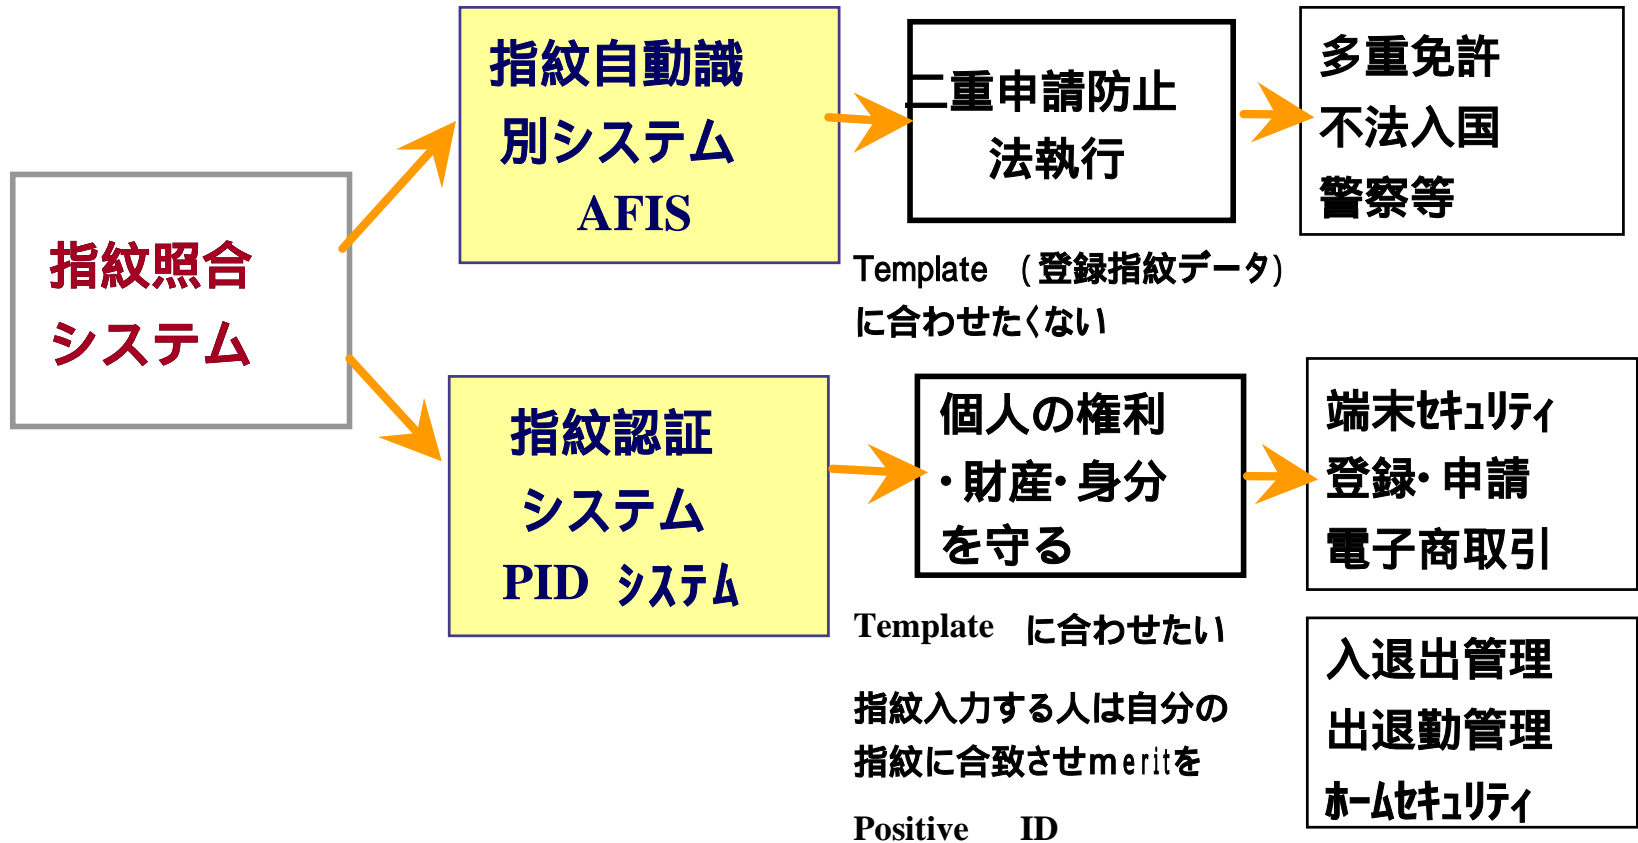 指紋照合
システム
指紋自動識
別システム
AFIS
二重申請防止
法執行
多重免許
不法入国
警察等
Template (登録指紋データ)
に合わせたくない
指紋認証
システム
PID システム
個人の権利
・財産・身分
を守る
端末セキュリティ
登録・申請
電子商取引
Template に合わせたい
指紋入力する人は自分の
指紋に合致させmeritを
Positive ID
入退出管理
出退勤管理
ホームセキュリティ